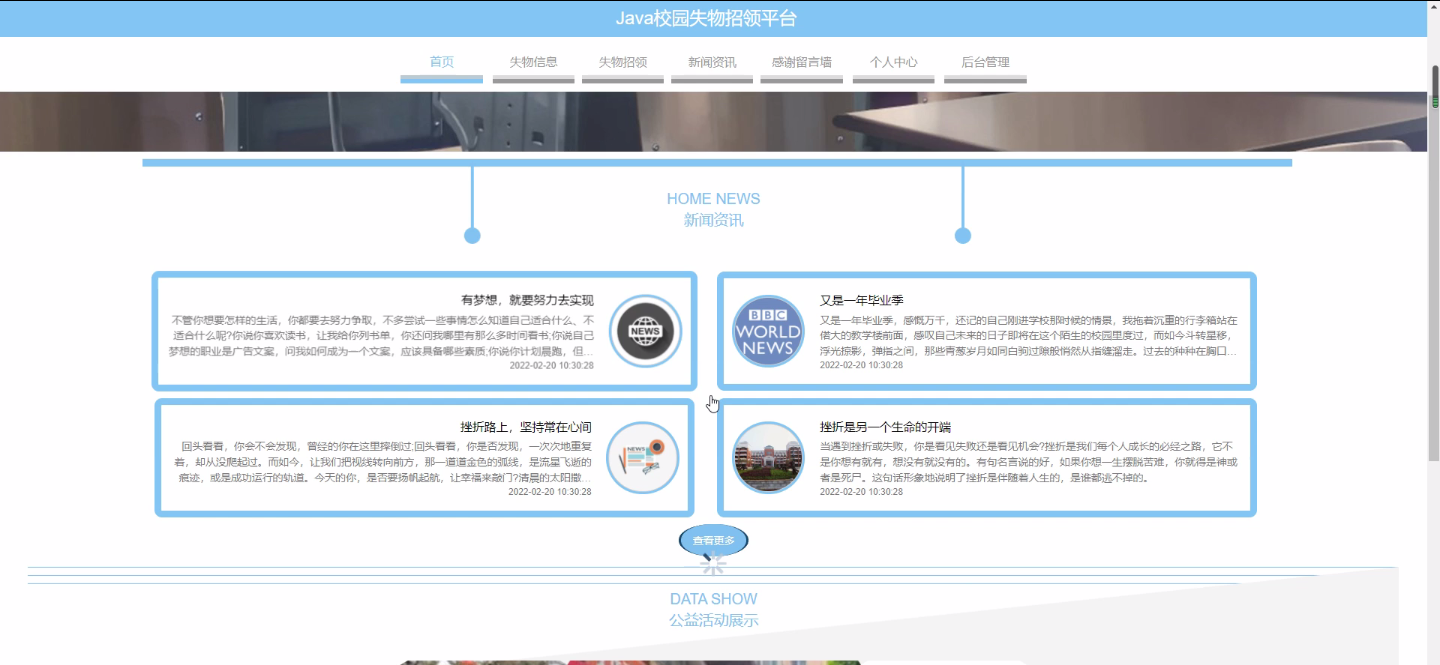 Java校园失物招领平台
首页 失物信息 失物招领 新闻资讯 感谢留言墙 个人中心 后台管理
HOME NEWS
新闻资讯
有梦想，就要努力去实现
不管你想要怎样的生活，你都要去努力争取，不多尝试一些事情怎么知道自己适合什么、不
适合什么呢?你说你喜欢读书，让我给你列书单，你还问我哪里有那么多时间看书;你说自己
梦想的职业是广告文案，问我如何成为一个文案，应该具备哪些素质;你说你计划晨跑，但...
2022-02-20 10:30:28
NEWS
又是一年毕业季
又是一年毕业季，感慨万千，还记的自己刚进学校那时候的情景，我拖着沉重的行李箱站在
偌大的教学楼前面，感叹自己未来的日子即将在这个陌生的校园里度过，而如今斗转星移，
浮光掠影，弹指之间，那些青葱岁月如同白驹过隙般悄然从指缝溜走。过去的种种在胸口...
2022-02-20 10:30:28
BBC
WORLD
NEWS
挫折路上，坚持常在心间
回头看看，你会不会发现，曾经的你在这里摔倒过;回头看看，你是否发现，一次次地重复
着，却从没爬起过。而如今，让我们把视线转向前方，那一道道金色的弧线，是流星飞逝的
痕迹，或是成功运行的轨道。今天的你，是否要扬帆起航，让幸福来敲门?清晨的太阳撒...
2022-02-20 10:30:28
NEWS
挫折是另一个生命的开端
当遇到挫折或失败，你是看见失败还是看见机会?挫折是我们每个人成长的必经之路，它不
是你想有就有，想没有就没有的。有句名言说的好，如果你想一生摆脱苦难，你就得是神或
者是死尸。这句话形象地说明了挫折是伴随着人生的，是谁都逃不掉的。
2022-02-20 10:30:28
查看更多
DATA SHOW
公益活动展示